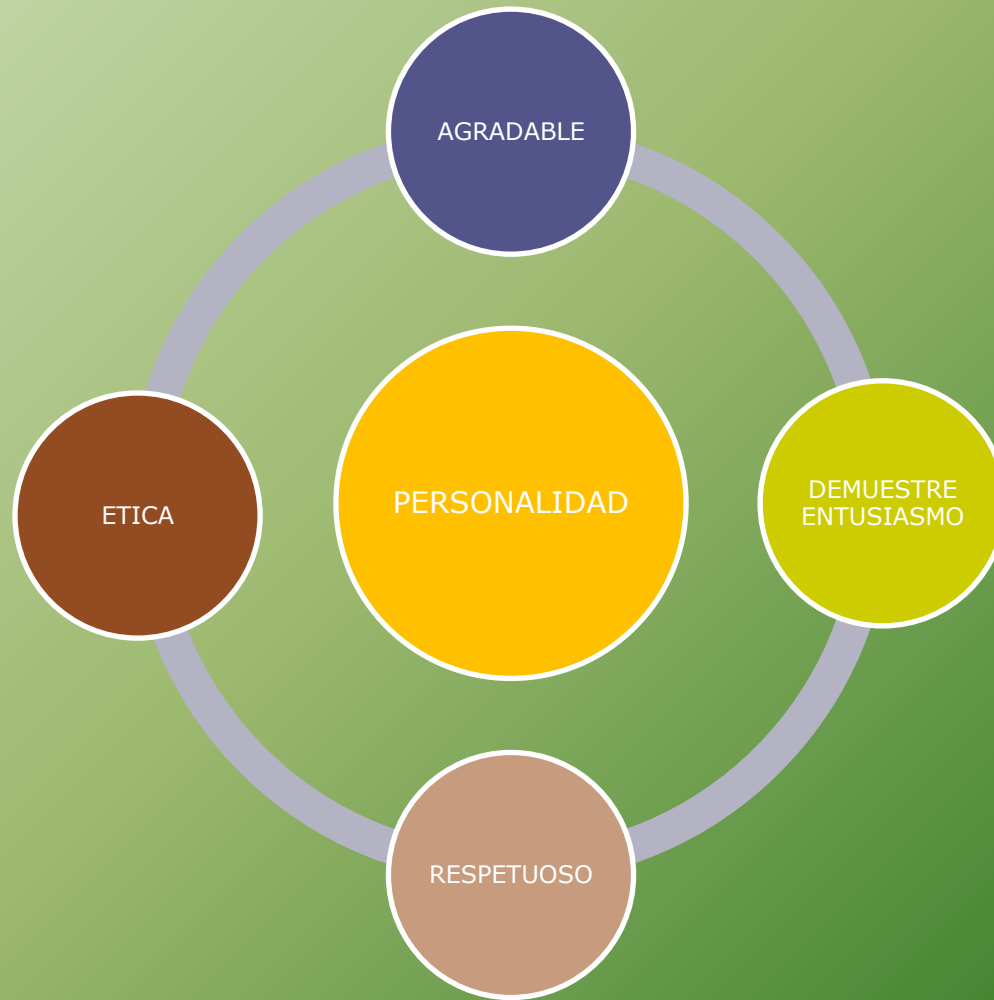 AGRADABLE
PERSONALIDAD
DEMUESTRE
ENTUSIASMO
ETICA
RESPETUOSO